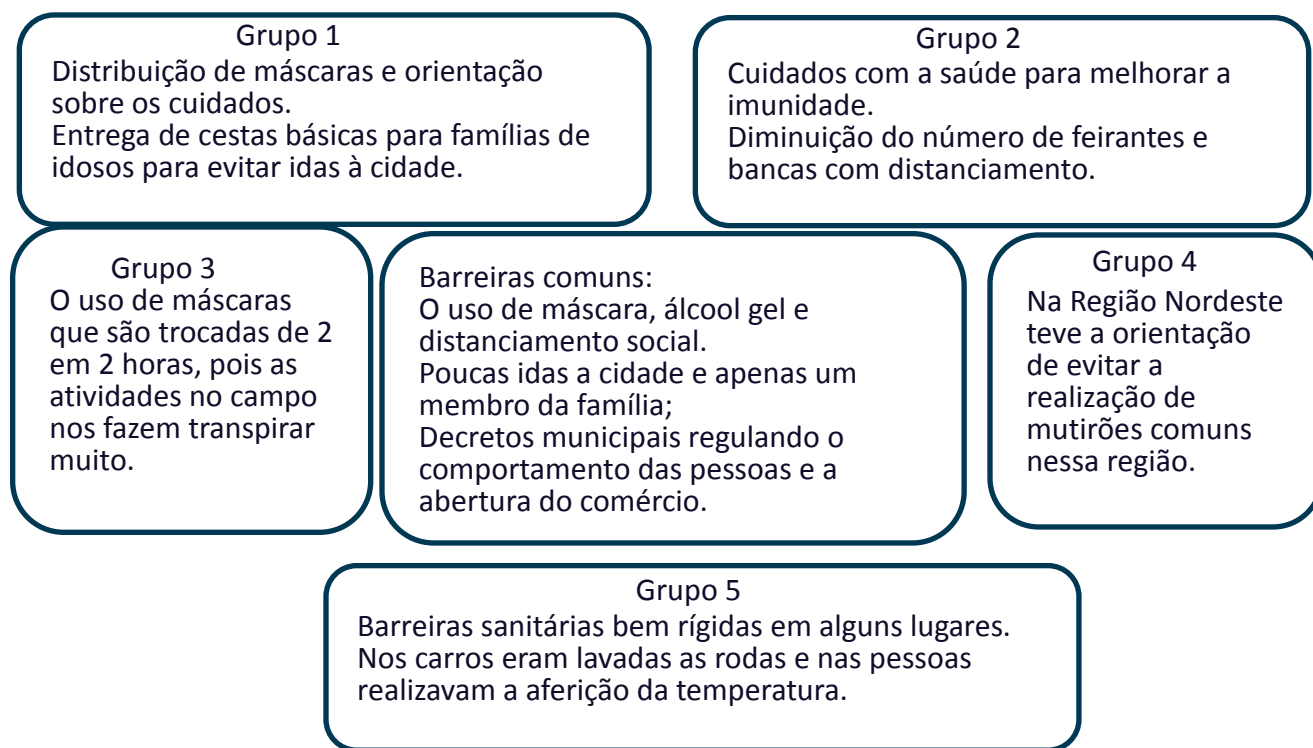 Grupo 1
Distribuição de máscaras e orientação
sobre os cuidados.
Entrega de cestas básicas para famílias de
idosos para evitar idas à cidade.
Grupo 2
Cuidados com a saúde para melhorar a
imunidade.
Diminuição do número de feirantes e
bancas com distanciamento.
Grupo 3
O uso de máscaras
que são trocadas de 2
em 2 horas, pois as
atividades no campo
nos fazem transpirar
muito.
Barreiras comuns:
O uso de máscara, álcool gel e
distanciamento social.
Poucas idas a cidade e apenas um
membro da família;
Decretos municipais regulando o
comportamento das pessoas e a
abertura do comércio.
Grupo 4
Na Região Nordeste
teve a orientação
de evitar a
realização de
mutirões comuns
nessa região.
Grupo 5
Barreiras sanitárias bem rígidas em alguns lugares.
Nos carros eram lavadas as rodas e nas pessoas
realizavam a aferição da temperatura.